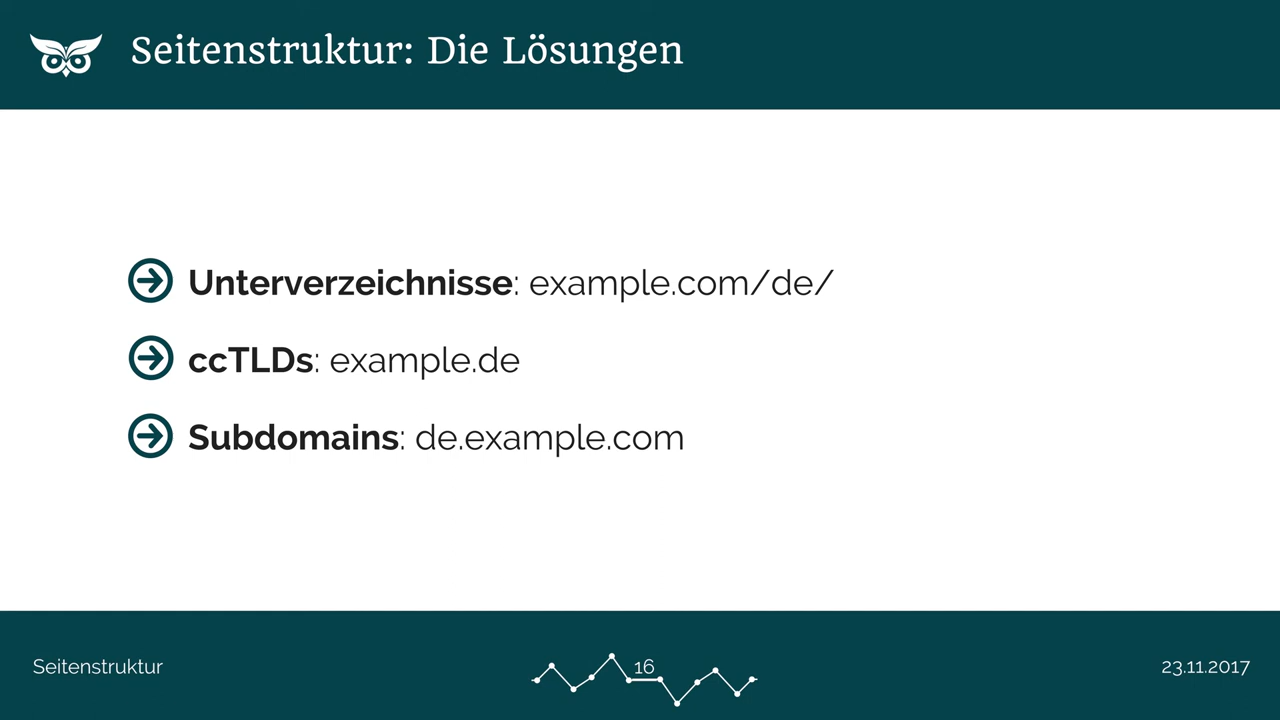 Seitenstruktur: Die Lösungen
Unterverzeichnisse: example.com/de/
ccTLDs: example.de
Subdomains: de.example.com
Seitenstruktur
16
23.11.2017